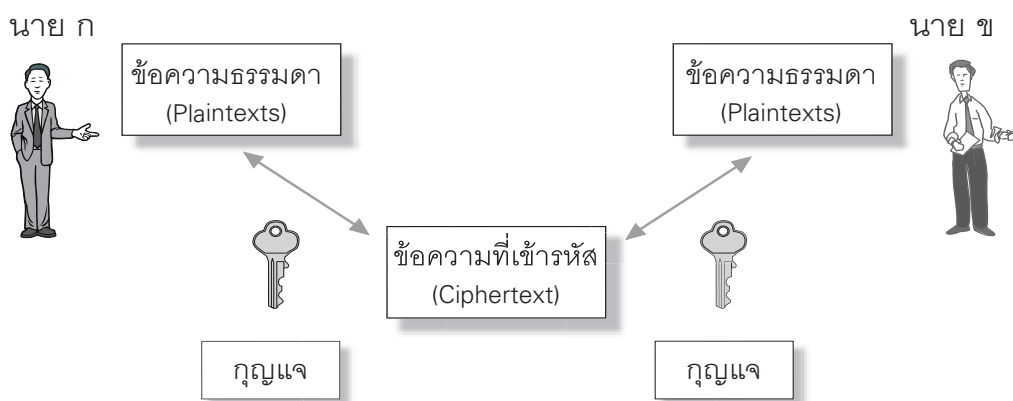 นาย ก
นาย ข
ข้อความธรรมดา
(Plaintexts)
ข้อความธรรมดา
(Plaintexts)
ข้อความที่เข้ารหัส
(Ciphertext)
กุญแจ
กุญแจ